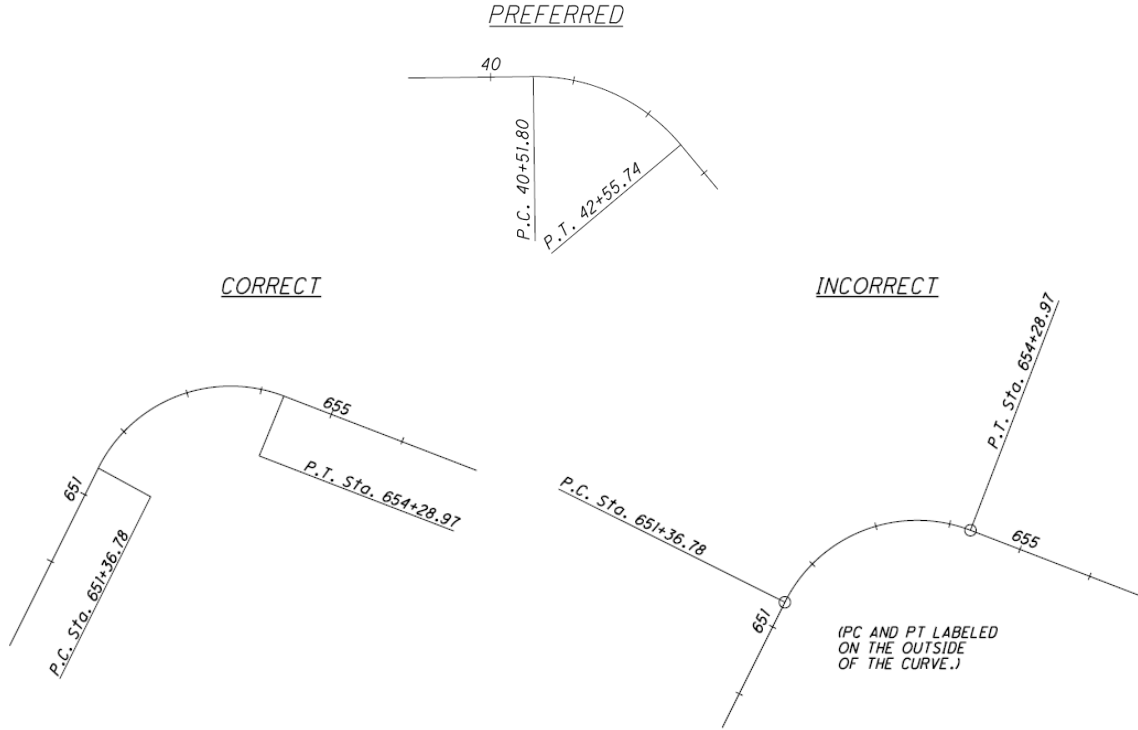 PREFERRED
40
P.C. 40+51.80
P.T. 42+55.74
CORRECT
651
655
P.C. Sta. 651+36.78
P.T. Sta. 654+28.97
INCORRECT
P.C. Sta. 651+36.78
P.T. Sta. 654+28.97
651
655
(PC AND PT LABELED
ON THE OUTSIDE
OF THE CURVE.)